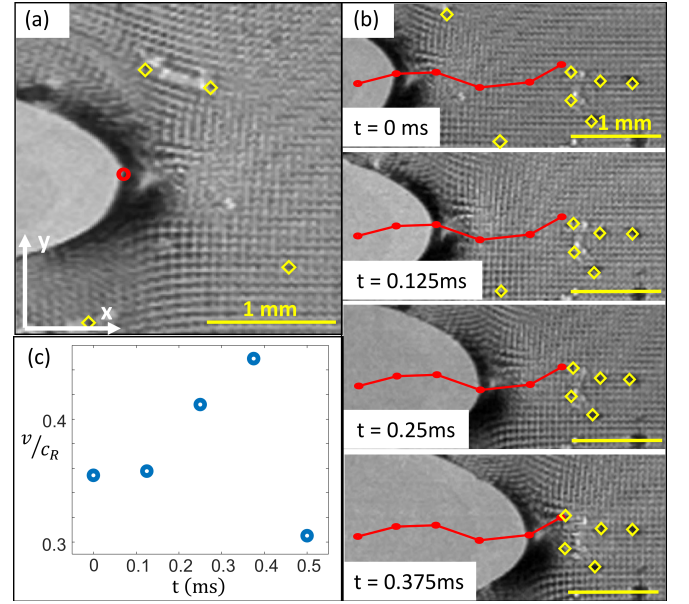 (a)
y
x
1 mm
(b)
t = 0 ms
1 mm
t = 0.125ms
t = 0.25ms
t = 0.375ms
(c)
0.4
v/c_R
0.3
0 0.1 0.2 0.3 0.4 0.5
t (ms)